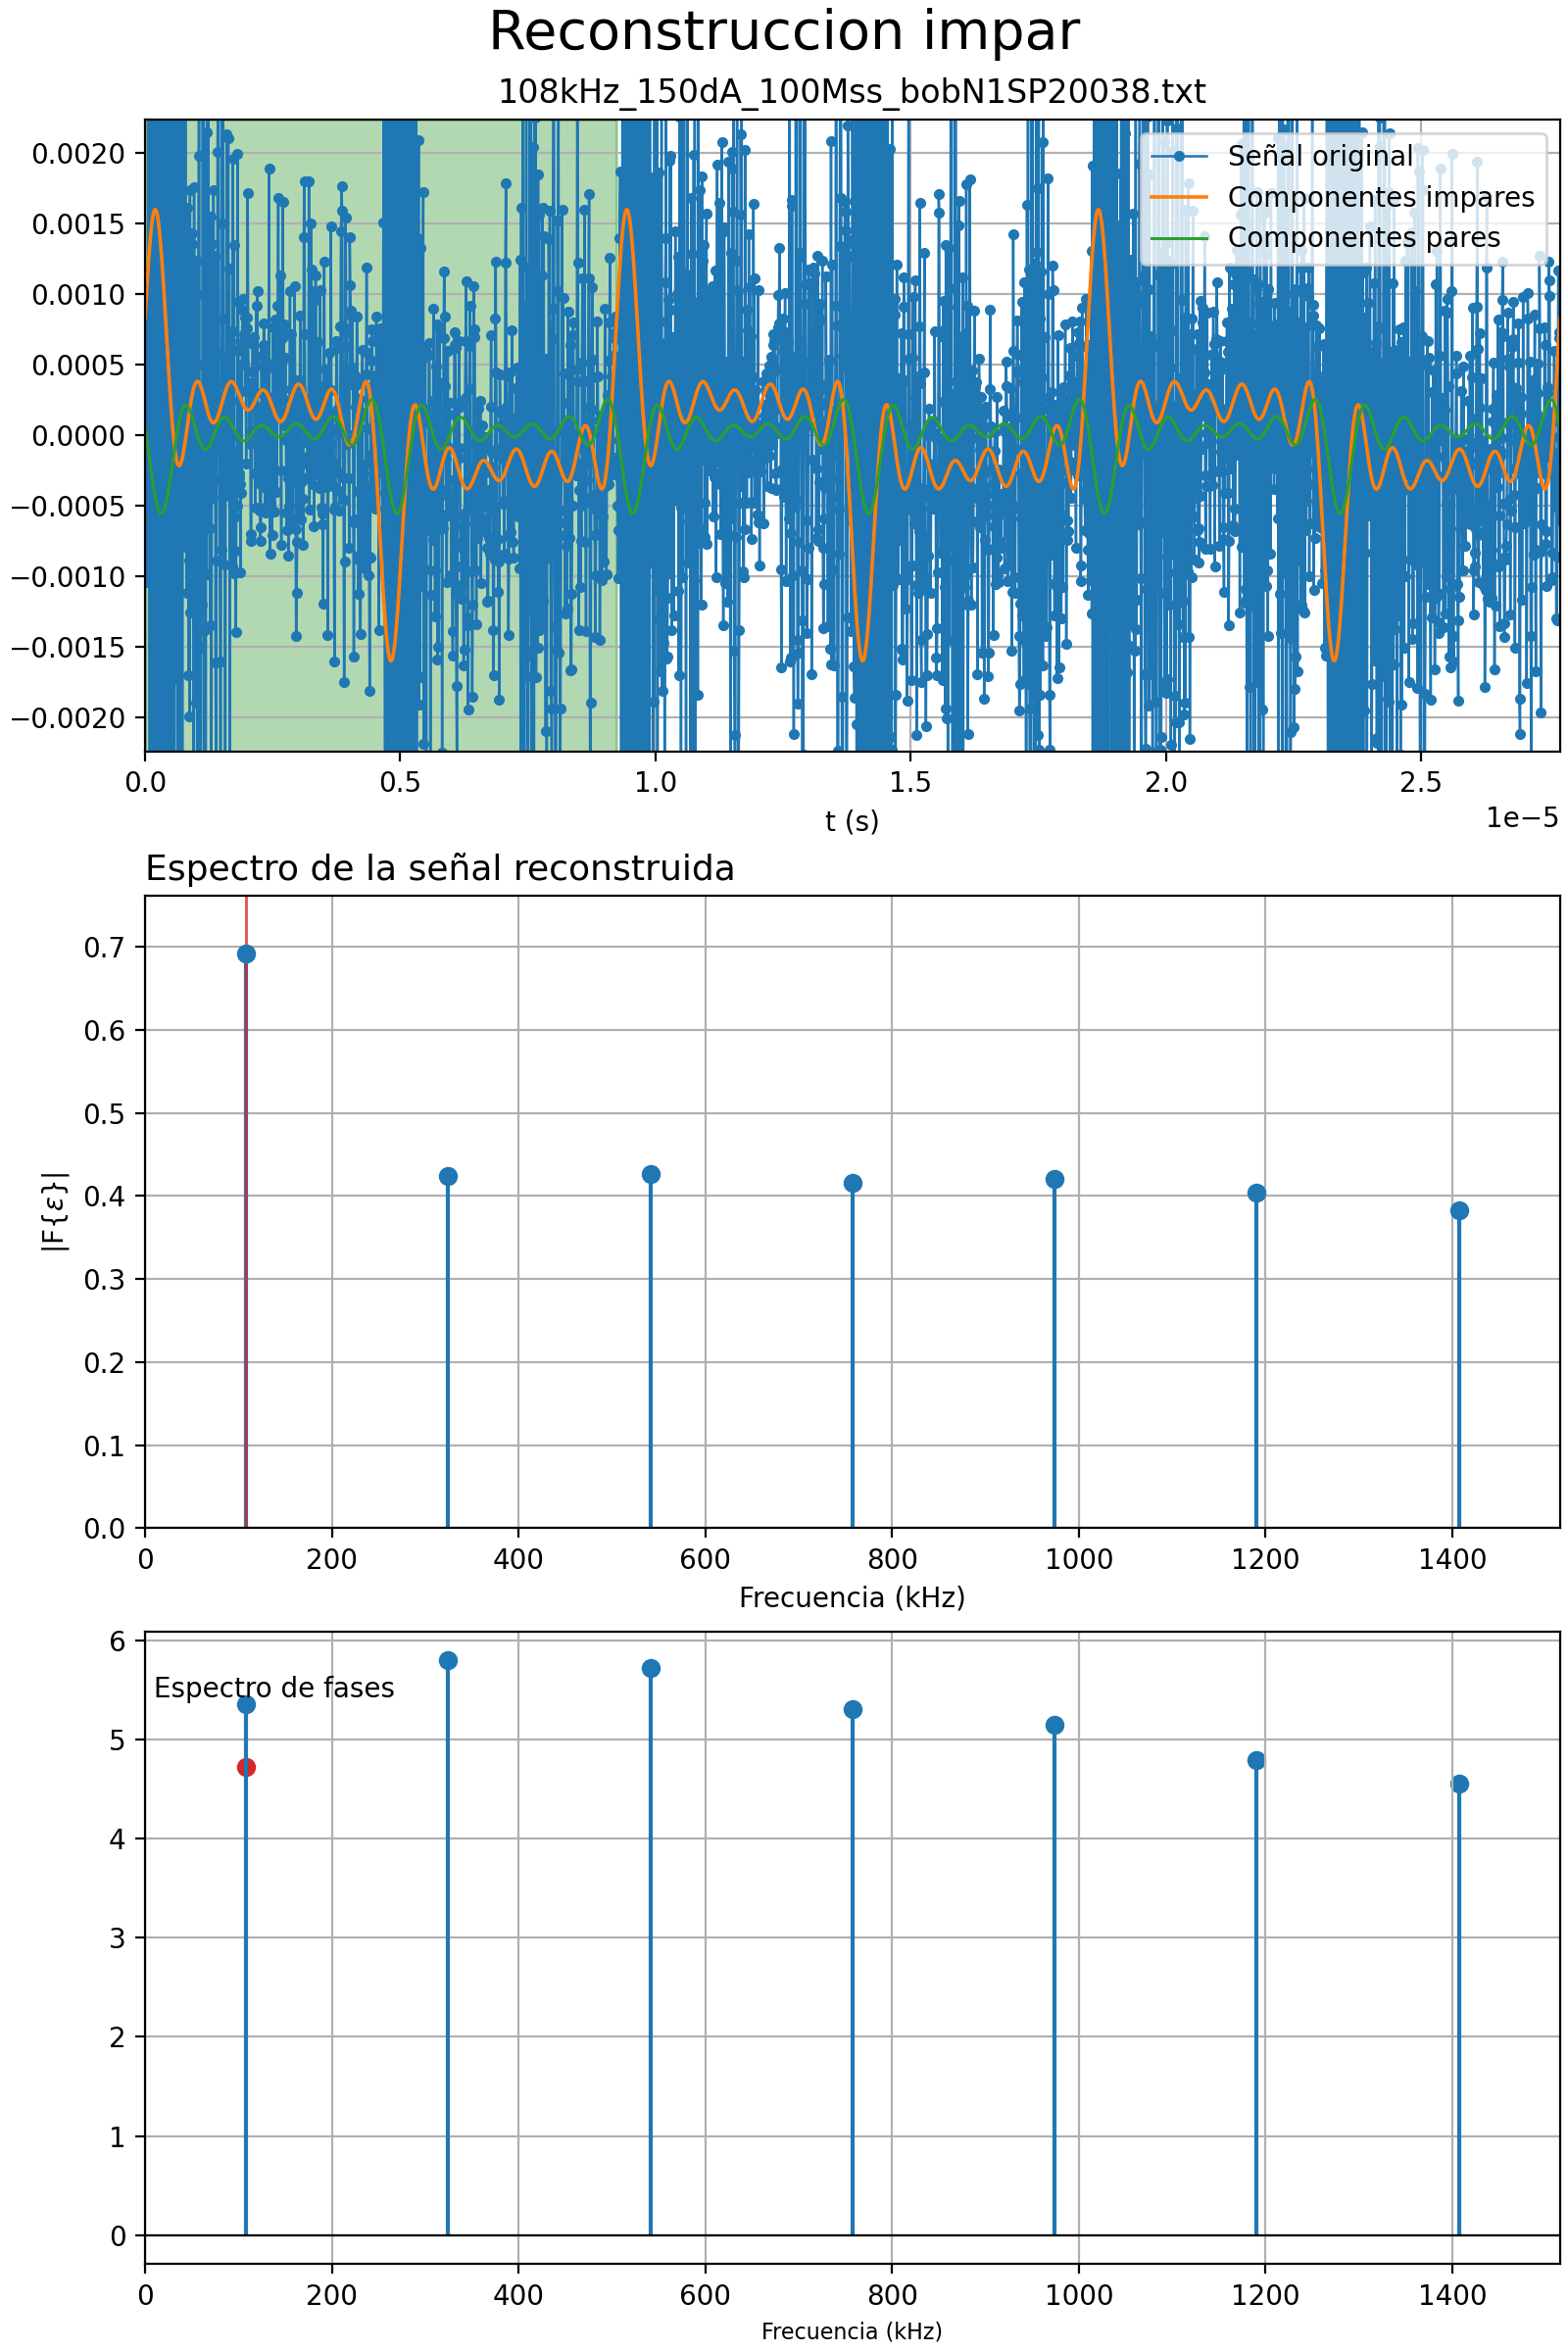 Reconstruccion impar
108kHz_150dA_100Mss_bobN1SP20038.txt
0.0020
0.0015
0.0010
0.0005
0.0000
−0.0005
−0.0010
−0.0015
−0.0020
Señal original
Componentes impares
Componentes pares
0.0 0.5 1.0 1.5 2.0 2.5
t (s)
1e−5
Espectro de la señal reconstruida
|F{ε}|
0.7
0.6
0.5
0.4
0.3
0.2
0.1
0.0
0 200 400 600 800 1000 1200 1400
Frecuencia (kHz)
Espectro de fases
6
5
4
3
2
1
0
0 200 400 600 800 1000 1200 1400
Frecuencia (kHz)